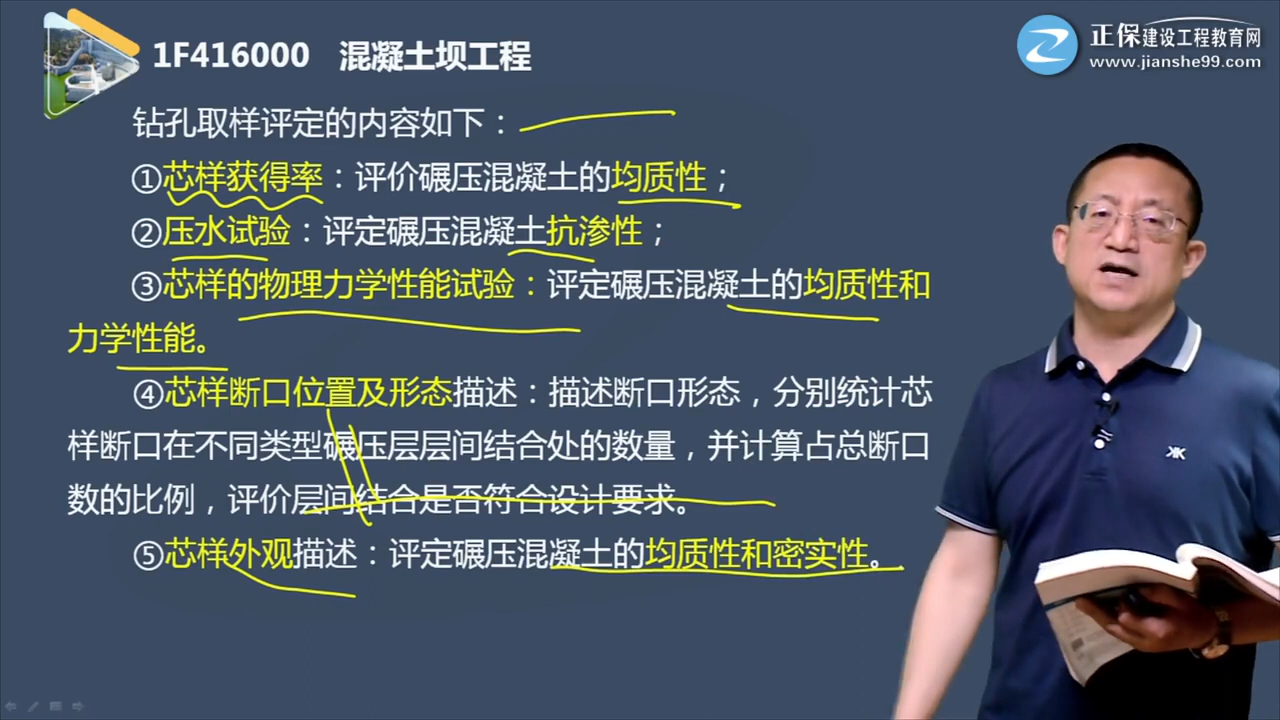 1F416000 混凝土坝工程
正保建设工程教育网
www.jianshe99.com
钻孔取样评定的内容如下：
①芯样获得率：评价碾压混凝土的均质性；
②压水试验：评定碾压混凝土抗渗性；
③芯样的物理力学性能试验：评定碾压混凝土的均质性和
力学性能。
④芯样断口位置及形态描述：描述断口形态，分别统计芯
样断口在不同类型碾压层层间结合处的数量，并计算占总断口
数的比例，评价层间结合是否符合设计要求。
⑤芯样外观描述：评定碾压混凝土的均质性和密实性。